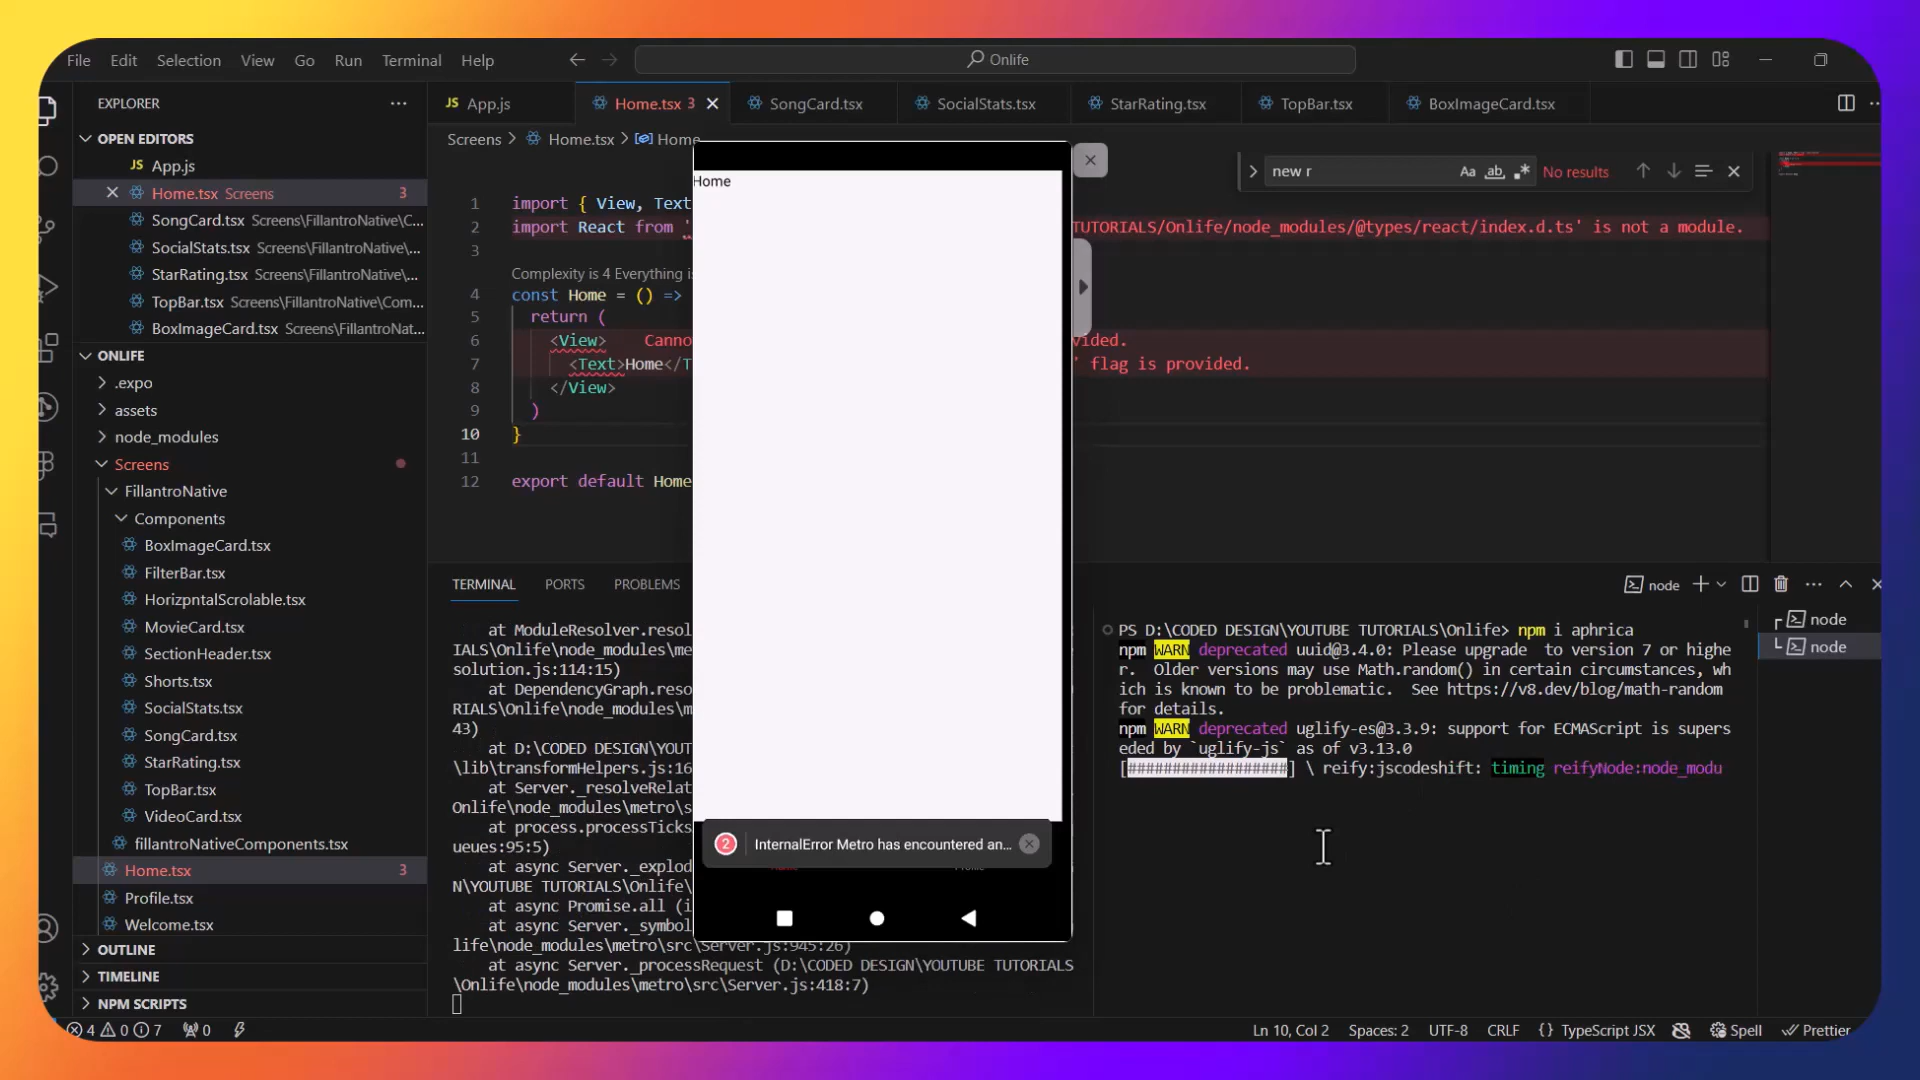 File Edit Selection View Go Run Terminal Help
Onlife
EXPLORER
OPEN EDITORS
JS App.js
Home.tsx Screens 3
SongCard.tsx Screens\FillantroNative\C...
SocialStats.tsx Screens\FillantroNative\...
StarRating.tsx Screens\FillantroNative\...
TopBar.tsx Screens\FillantroNative\Com...
BoxImageCard.tsx Screens\FillantroNat...
ONLIFE
.expo
assets
node_modules
Screens
FillantroNative
Components
BoxImageCard.tsx
FilterBar.tsx
HorizpntalScrolable.tsx
MovieCard.tsx
SectionHeader.tsx
Shorts.tsx
SocialStats.tsx
SongCard.tsx
StarRating.tsx
TopBar.tsx
VideoCard.tsx
fillantroNativeComponents.tsx
Home.tsx 3
Profile.tsx
Welcome.tsx
OUTLINE
TIMELINE
NPM SCRIPTS
JS App.js
Home.tsx 3
SongCard.tsx
SocialStats.tsx
StarRating.tsx
TopBar.tsx
BoxImageCard.tsx
Screens > Home.tsx > Home
new r Aa ab No results
1 import { View, Text
2 import React from ' TUTORIALS/Onlife/node_modules/@types/react/index.d.ts' is not a module.
3
Complexity is 4 Everything is
4 const Home = () =>
5 return (
6 <View> Canno vided.
7 <Text>Home</T ' flag is provided.
8 </View>
9 )
10 }
11
12 export default Home
Home
2 InternalError Metro has encountered an...
TERMINAL PORTS PROBLEMS
node
at ModuleResolver.resol
IALS\Onlife\node_modules\me
solution.js:114:15)
at DependencyGraph.reso
RIALS\Onlife\node_modules\m
43)
at D:\CODED DESIGN\YOUT
\lib\transformHelpers.js:16
at Server._resolveRelat
Onlife\node_modules\metro\s
at process.processTicks
ueues:95:5)
at async Server._explod
N\YOUTUBE TUTORIALS\Onlife\
at async Promise.all (i
at async Server._symbol
life\node_modules\metro\src\Server.js:945:26)
at async Server._processRequest (D:\CODED DESIGN\YOUTUBE TUTORIALS
\Onlife\node_modules\metro\src\Server.js:418:7)
PS D:\CODED DESIGN\YOUTUBE TUTORIALS\Onlife> npm i aphrica
npm WARN deprecated uuid@3.4.0: Please upgrade  to version 7 or highe
r.  Older versions may use Math.random() in certain circumstances, wh
ich is known to be problematic.  See https://v8.dev/blog/math-random
for details.
npm WARN deprecated uglify-es@3.3.9: support for ECMAScript is supers
eded by `uglify-js` as of v3.13.0
[##################] \ reify:jscodeshift: timing reifyNode:node_modu
node
node
4 0 7 0
Ln 10, Col 2 Spaces: 2 UTF-8 CRLF {} TypeScript JSX Spell Prettier